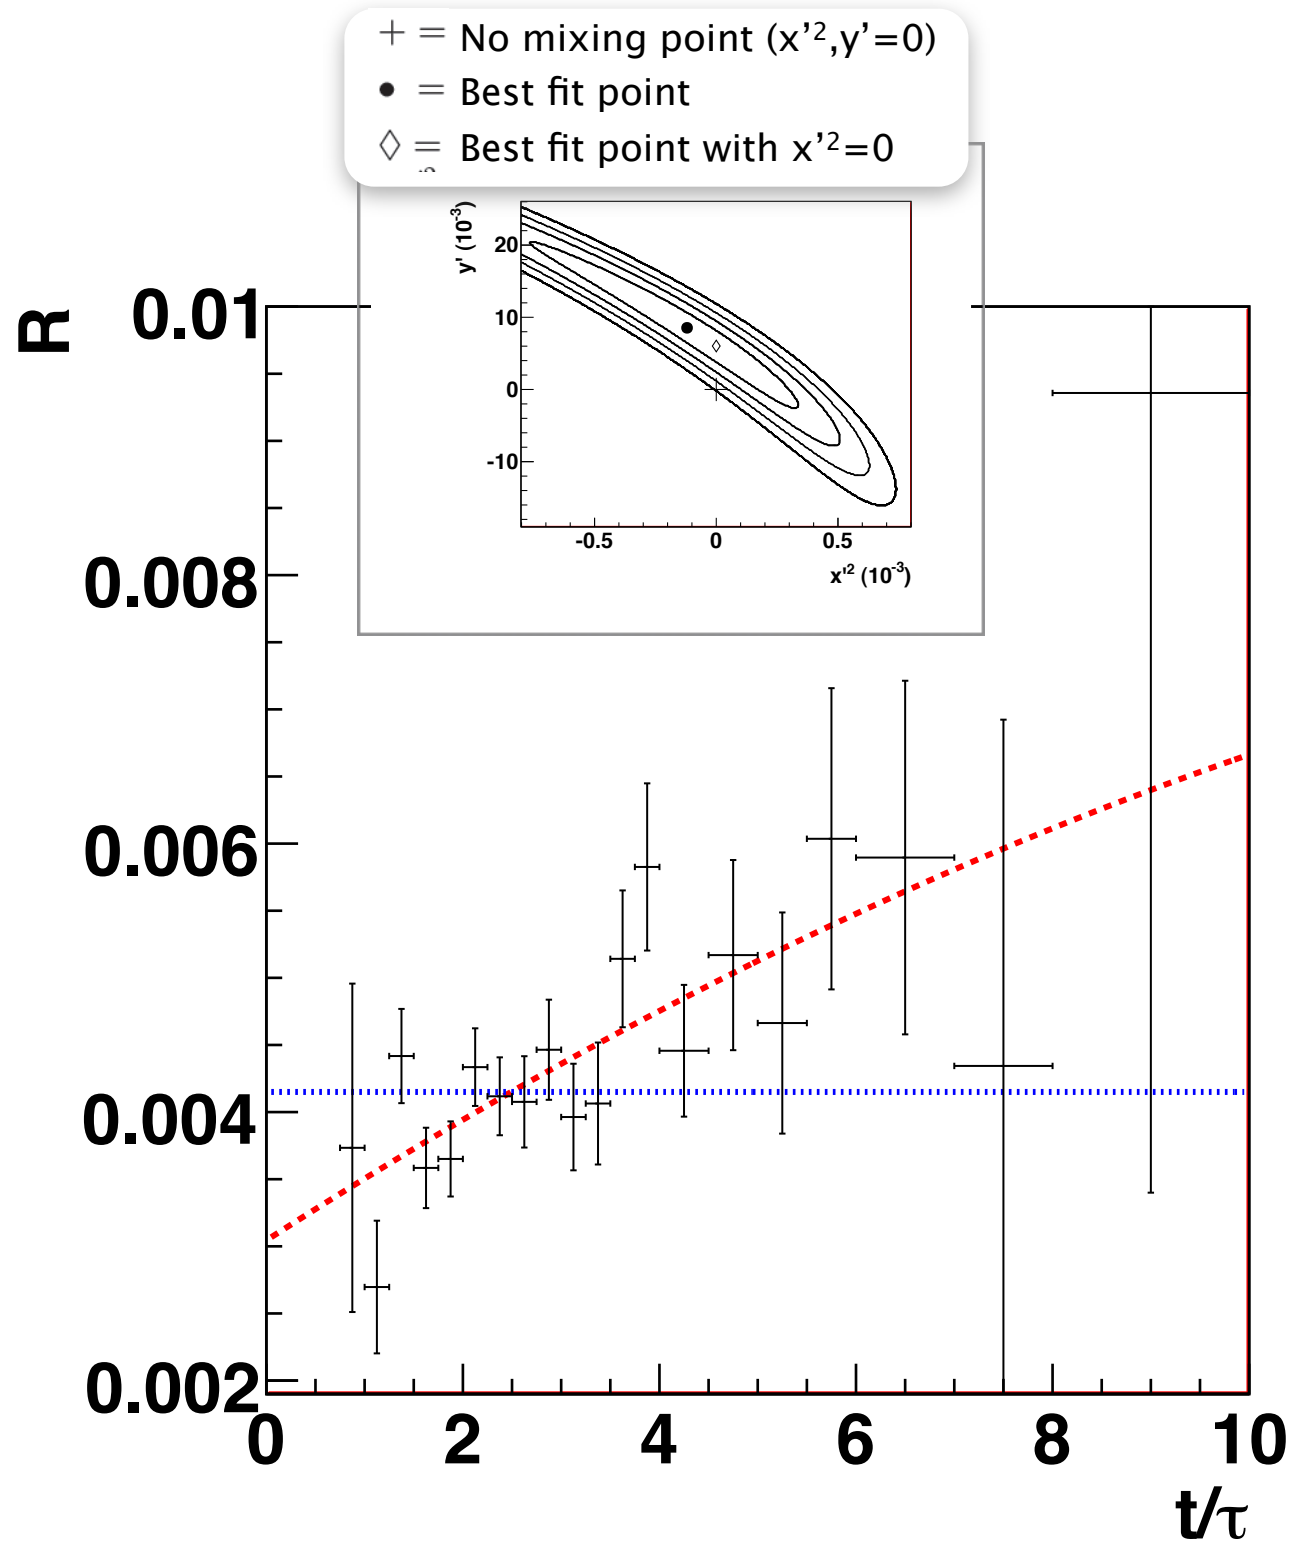 + = No mixing point (x’²,y’=0)
● = Best fit point
◇ = Best fit point with x’²=0
y' (10⁻³)
20
10
0
-10
-0.5 0 0.5
x'² (10⁻³)
R
0.01
0.008
0.006
0.004
0.002
0 2 4 6 8 10
t/τ